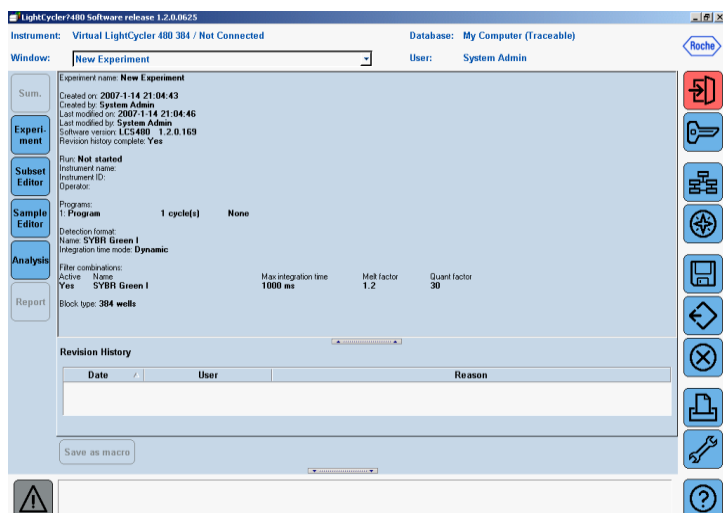 LightCycler?480 Software release 1.2.0.0625
Instrument: Virtual LightCycler 480 384 / Not Connected Database: My Computer (Traceable)
Roche
Window: New Experiment User: System Admin
Sum.
Experi-
ment
Subset
Editor
Sample
Editor
Analysis
Report
Experiment name: New Experiment
Created on: 2007-1-14 21:04:43
Created by: System Admin
Last modified on: 2007-1-14 21:04:46
Last modified by: System Admin
Software version: LCS480 1.2.0.169
Revision history complete: Yes
Run: Not started
Instrument name:
Instrument ID:
Operator:
Programs:
1: Program 1 cycle(s) None
Detection format:
Name: SYBR Green I
Integration time mode: Dynamic
Filter combinations:
Active Name Max integration time Melt factor Quant factor
Yes SYBR Green I 1000 ms 1.2 30
Block type: 384 wells
Revision History
Date User Reason
Save as macro